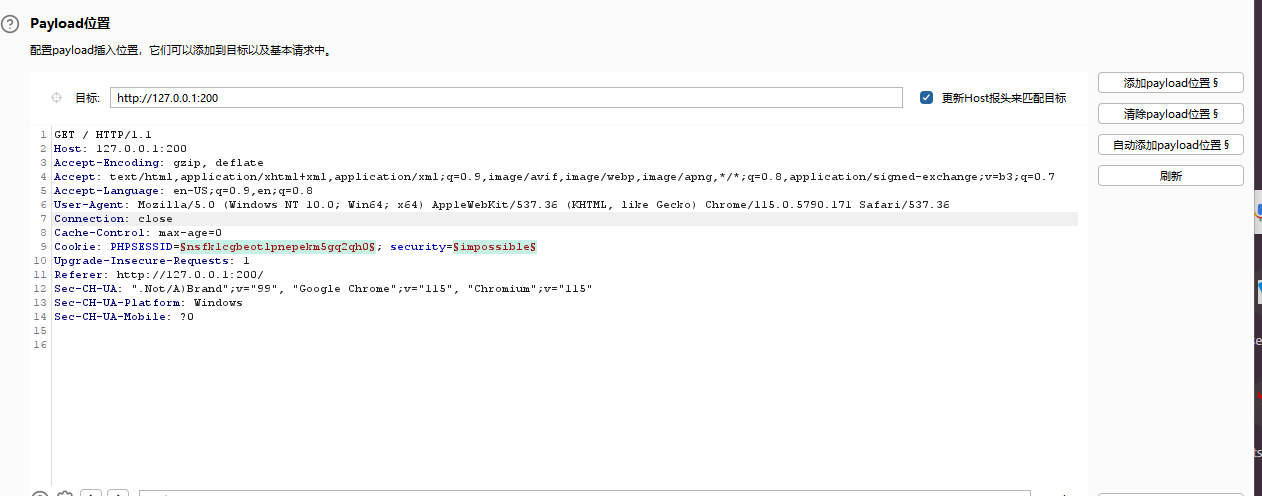 Payload位置
配置payload插入位置，它们可以添加到目标以及基本请求中。
目标: http://127.0.0.1:200 更新Host报头来匹配目标
添加payload位置 §
清除payload位置 §
自动添加payload位置 §
刷新
1 GET / HTTP/1.1
2 Host: 127.0.0.1:200
3 Accept-Encoding: gzip, deflate
4 Accept: text/html,application/xhtml+xml,application/xml;q=0.9,image/avif,image/webp,image/apng,*/*;q=0.8,application/signed-exchange;v=b3;q=0.7
5 Accept-Language: en-US;q=0.9,en;q=0.8
6 User-Agent: Mozilla/5.0 (Windows NT 10.0; Win64; x64) AppleWebKit/537.36 (KHTML, like Gecko) Chrome/115.0.5790.171 Safari/537.36
7 Connection: close
8 Cache-Control: max-age=0
9 Cookie: PHPSESSID=§nsfklcgbeotlpnepekm5gq2qh0§; security=§impossible§
10 Upgrade-Insecure-Requests: 1
11 Referer: http://127.0.0.1:200/
12 Sec-CH-UA: ".Not/A)Brand";v="99", "Google Chrome";v="115", "Chromium";v="115"
13 Sec-CH-UA-Platform: Windows
14 Sec-CH-UA-Mobile: ?0
15
16